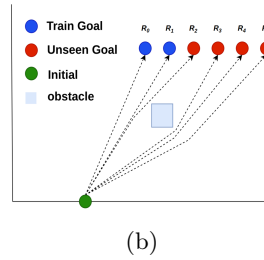 Train Goal
Unseen Goal
Initial
obstacle
R₀ R₁ R₂ R₃ R₄
(b)